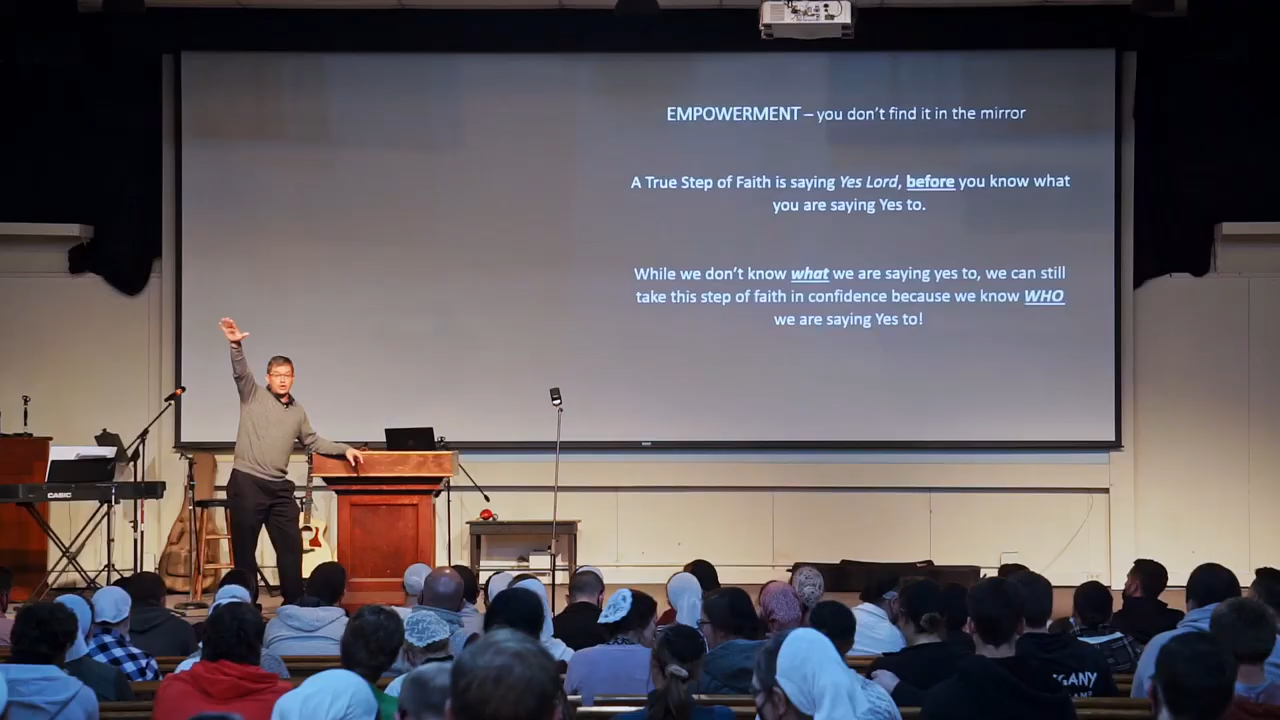 EMPOWERMENT – you don't find it in the mirror
A True Step of Faith is saying Yes Lord, before you know what
you are saying Yes to.
While we don't know what we are saying yes to, we can still
take this step of faith in confidence because we know WHO
we are saying Yes to!
CASIO